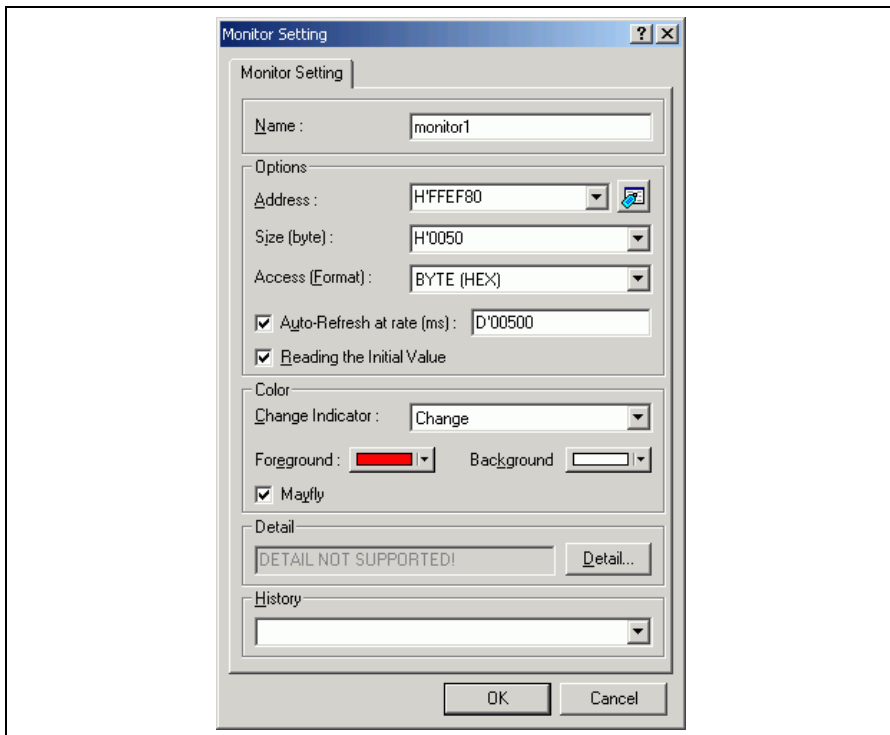 Monitor Setting
Monitor Setting
Name :
monitor1
Options
Address :
H'FFEF80
Size (byte) :
H'0050
Access (Format) :
BYTE (HEX)
Auto-Refresh at rate (ms) :
D'00500
Reading the Initial Value
Color
Change Indicator :
Change
Foreground :
Background
Mayfly
Detail
DETAIL NOT SUPPORTED!
Detail...
History
OK
Cancel